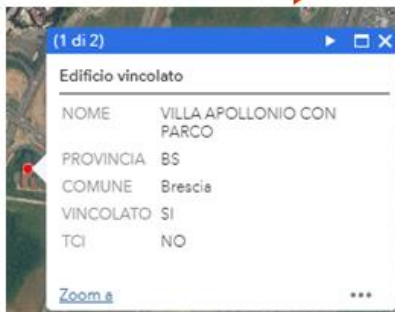 (1 di 2)
Edificio vincolato
NOME VILLA APOLLONIO CON
PARCO
PROVINCIA BS
COMUNE Brescia
VINCOLATO SI
TCI NO
Zoom a